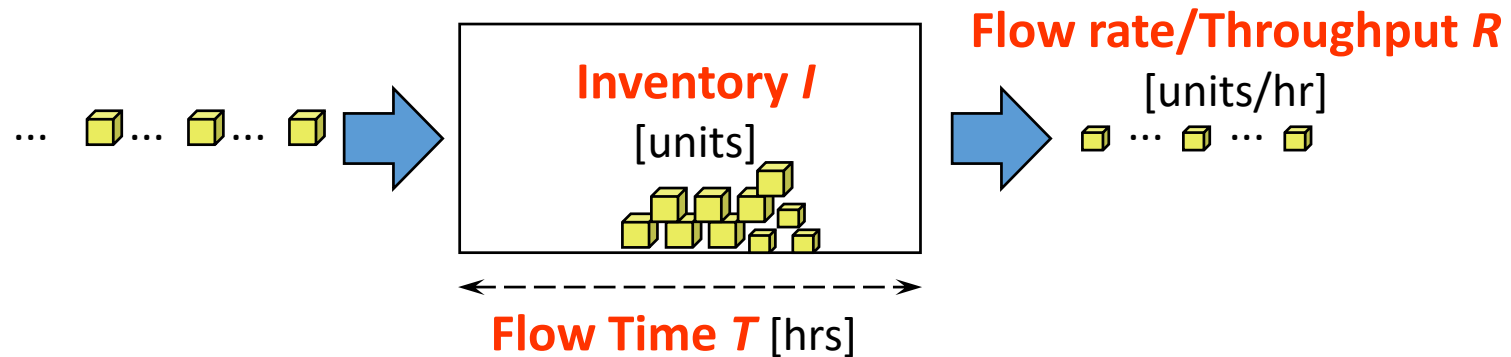 Flow rate/Throughput R
[units/hr]
Inventory I
[units]
... ... ...
... ...
Flow Time T [hrs]